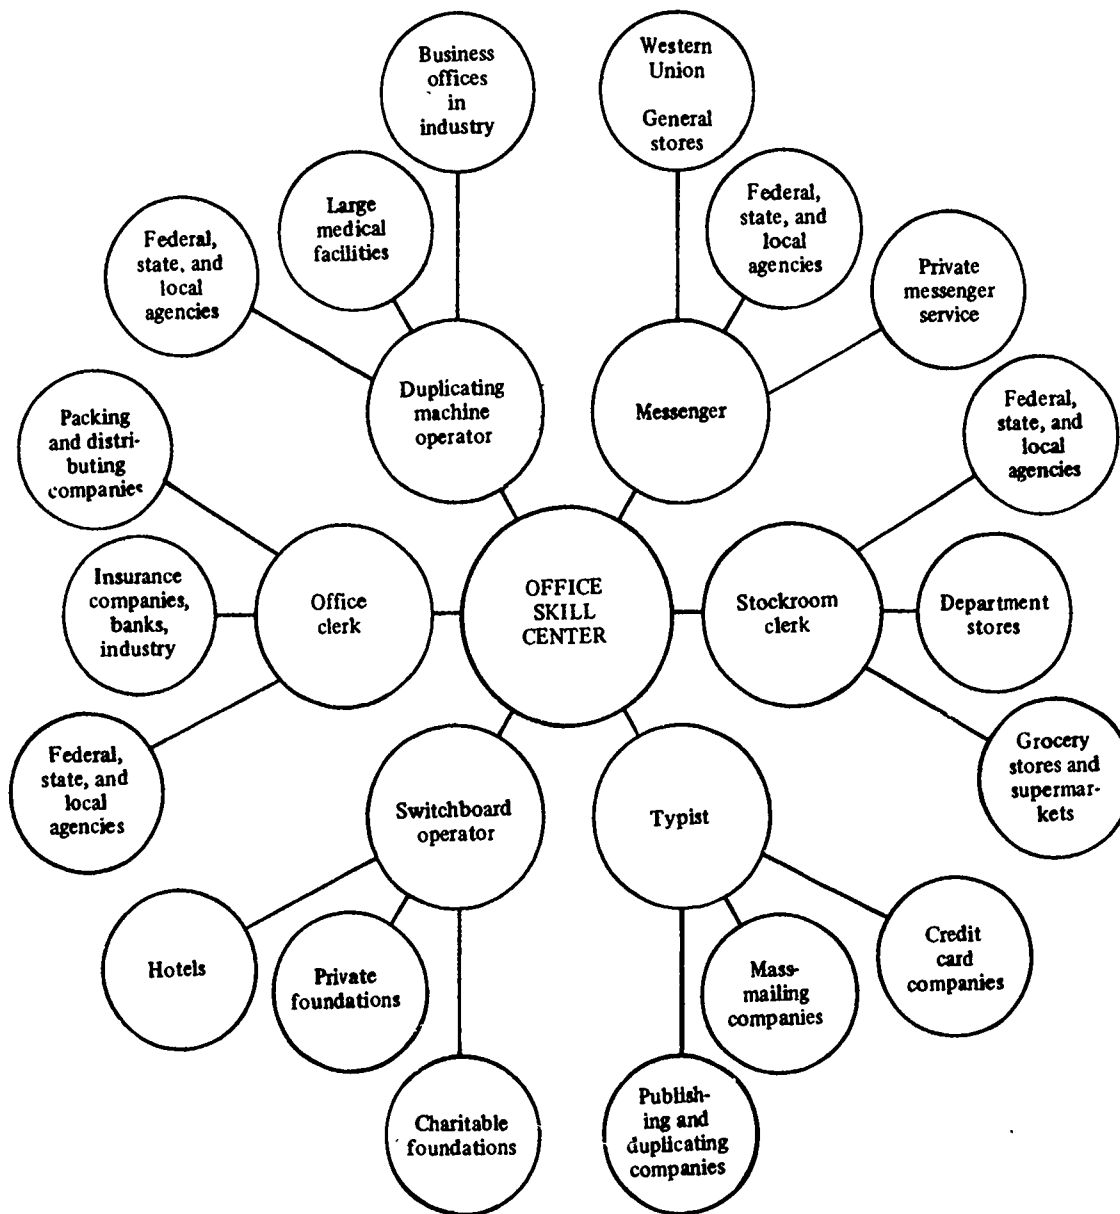 Business
offices
in
industry
Western
Union
General
stores
Large
medical
facilities
Federal,
state, and
local
agencies
Federal,
state, and
local
agencies
Private
messenger
service
Duplicating
machine
operator
Messenger
Packing
and distri-
buting
companies
Federal,
state, and
local
agencies
OFFICE
SKILL
CENTER
Insurance
companies,
banks,
industry
Office
clerk
Stockroom
clerk
Department
stores
Federal,
state, and
local
agencies
Switchboard
operator
Typist
Grocery
stores and
supermar-
kets
Hotels
Private
foundations
Mass-
mailing
companies
Credit
card
companies
Charitable
foundations
Publish-
ing and
duplicating
companies